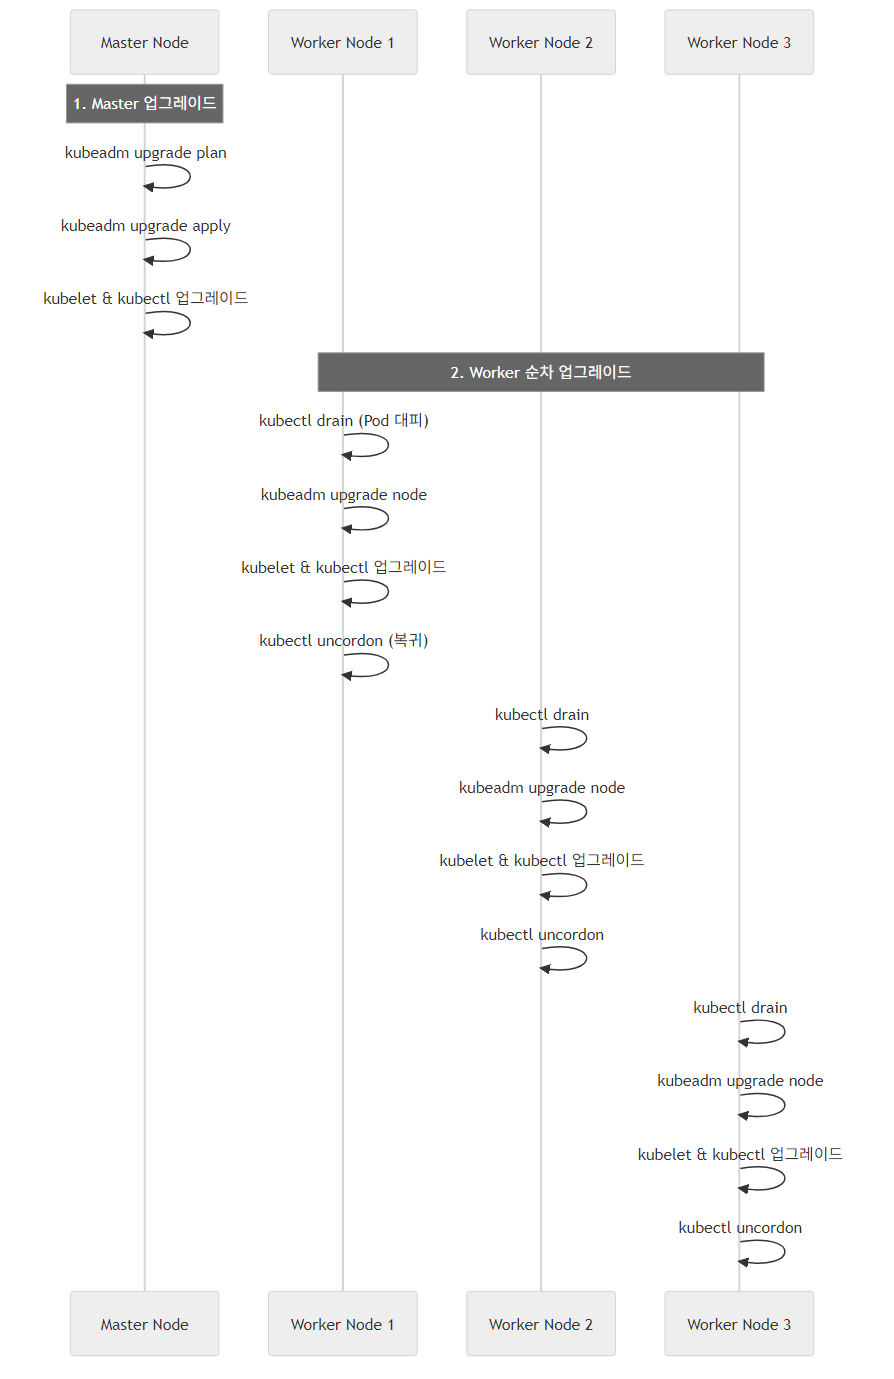 Master Node
Worker Node 1
Worker Node 2
Worker Node 3
1. Master 업그레이드
kubeadm upgrade plan
kubeadm upgrade apply
kubelet & kubectl 업그레이드
2. Worker 순차 업그레이드
kubectl drain (Pod 대피)
kubeadm upgrade node
kubelet & kubectl 업그레이드
kubectl uncordon (복귀)
kubectl drain
kubeadm upgrade node
kubelet & kubectl 업그레이드
kubectl uncordon
kubectl drain
kubeadm upgrade node
kubelet & kubectl 업그레이드
kubectl uncordon
Master Node
Worker Node 1
Worker Node 2
Worker Node 3